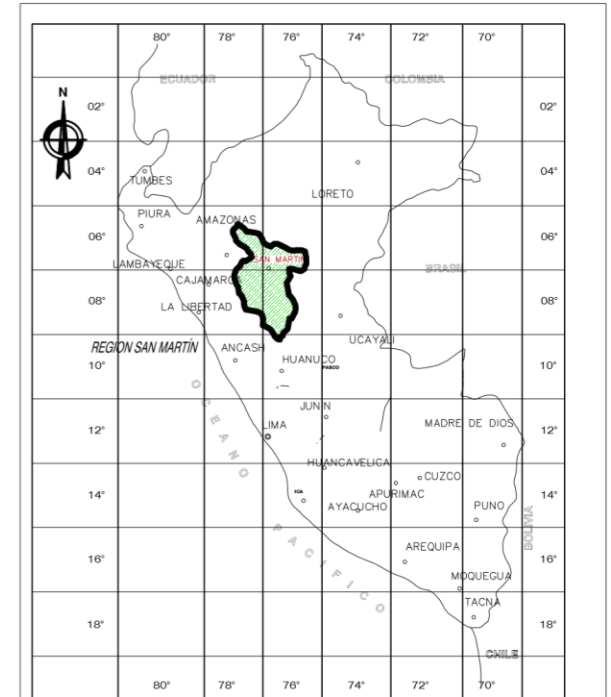 80° 78° 76° 74° 72° 70°
ECUADOR COLOMBIA
N
02° 02°
04° 04°
TUMBES
LORETO
PIURA AMAZONAS
06° 06°
SAN MARTIN
LAMBAYEQUE BRASIL
CAJAMARCA
08° 08°
LA LIBERTAD
UCAYALI
REGION SAN MARTÍN ANCASH
HUANUCO
10° PASCO 10°
OCEANO PACIFICO
JUNIN
LIMA MADRE DE DIOS
12° 12°
HUANCAVELICA
CUZCO
ICA APURIMAC
14° 14°
AYACUCHO PUNO
BOLIVIA
AREQUIPA
16° 16°
MOQUEGUA
TACNA
18° 18°
CHILE
80° 78° 76° 74° 72° 70°